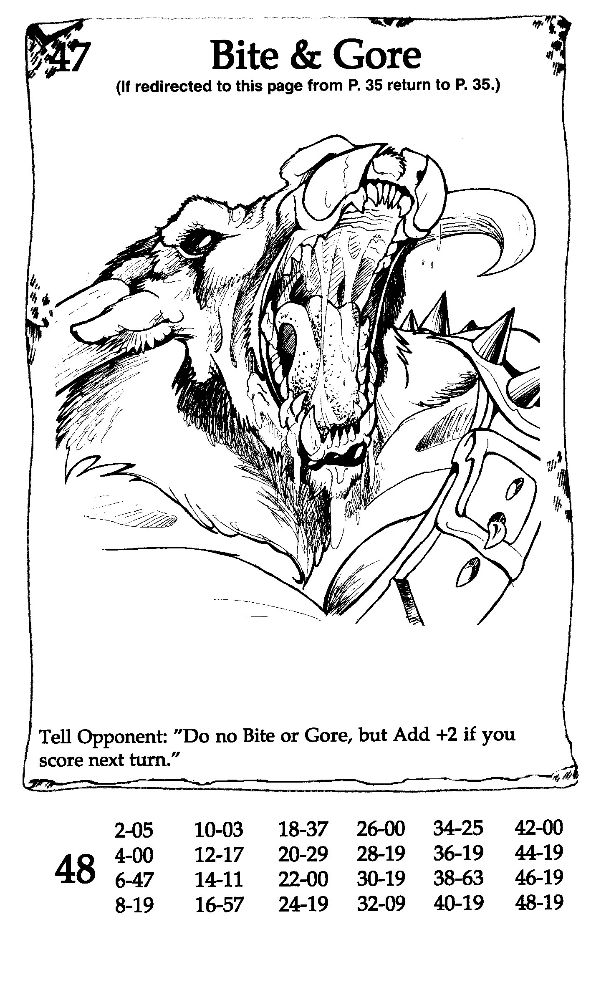 47
Bite & Gore
(If redirected to this page from P. 35 return to P. 35.)
Tell Opponent: "Do no Bite or Gore, but Add +2 if you
score next turn."
48
2-05 10-03 18-37 26-00 34-25 42-00
4-00 12-17 20-29 28-19 36-19 44-19
6-47 14-11 22-00 30-19 38-63 46-19
8-19 16-57 24-19 32-09 40-19 48-19